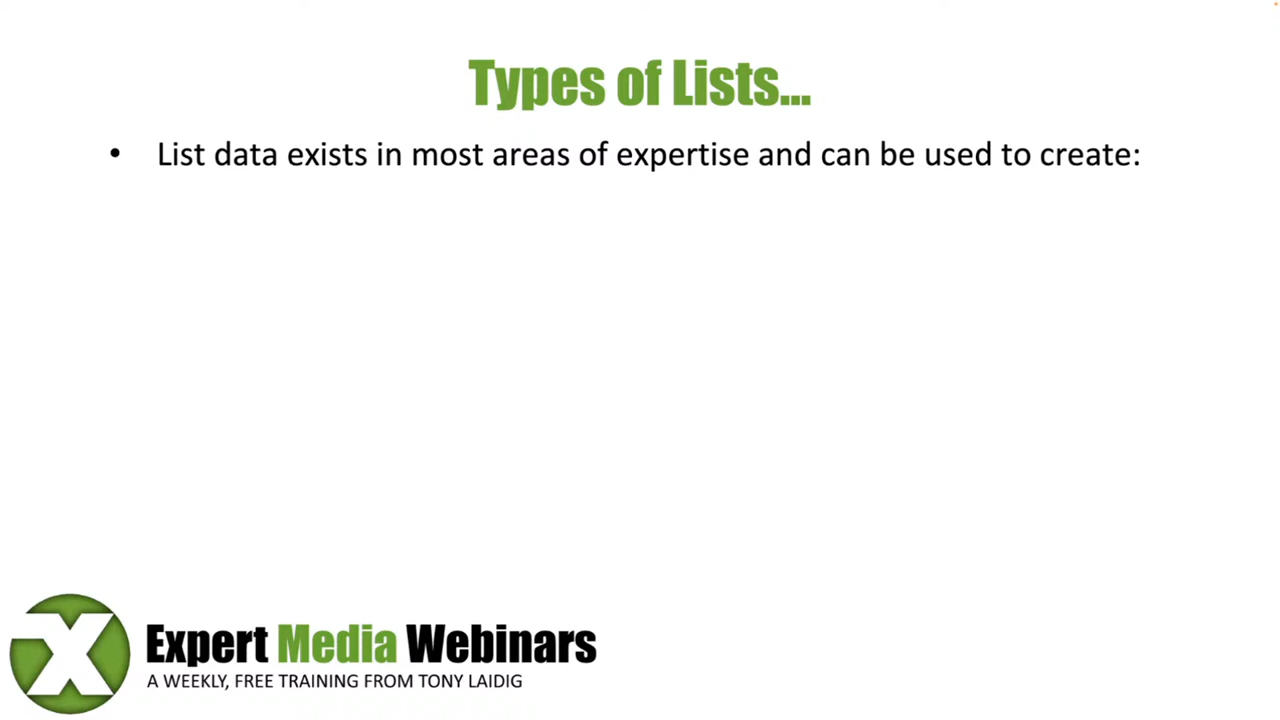 Types of Lists...
• List data exists in most areas of expertise and can be used to create:
X
Expert Media Webinars
A WEEKLY, FREE TRAINING FROM TONY LAIDIG